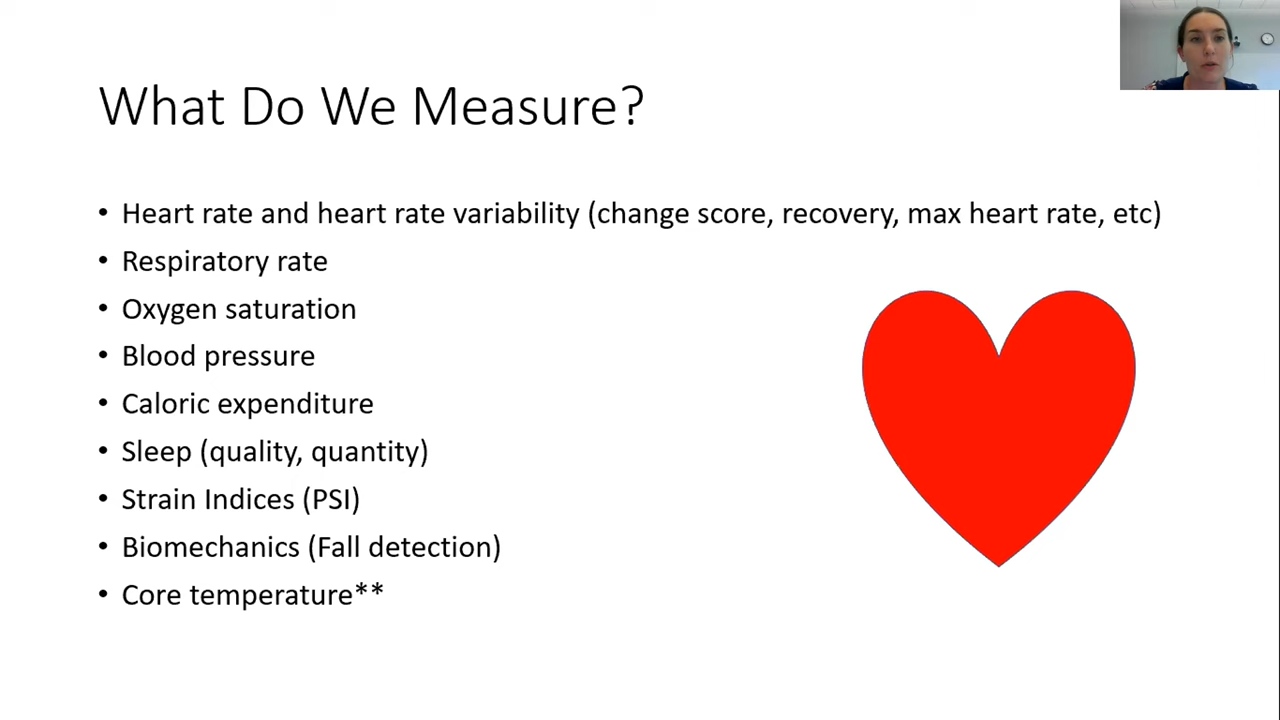 What Do We Measure?
• Heart rate and heart rate variability (change score, recovery, max heart rate, etc)
• Respiratory rate
• Oxygen saturation
• Blood pressure
• Caloric expenditure
• Sleep (quality, quantity)
• Strain Indices (PSI)
• Biomechanics (Fall detection)
• Core temperature**